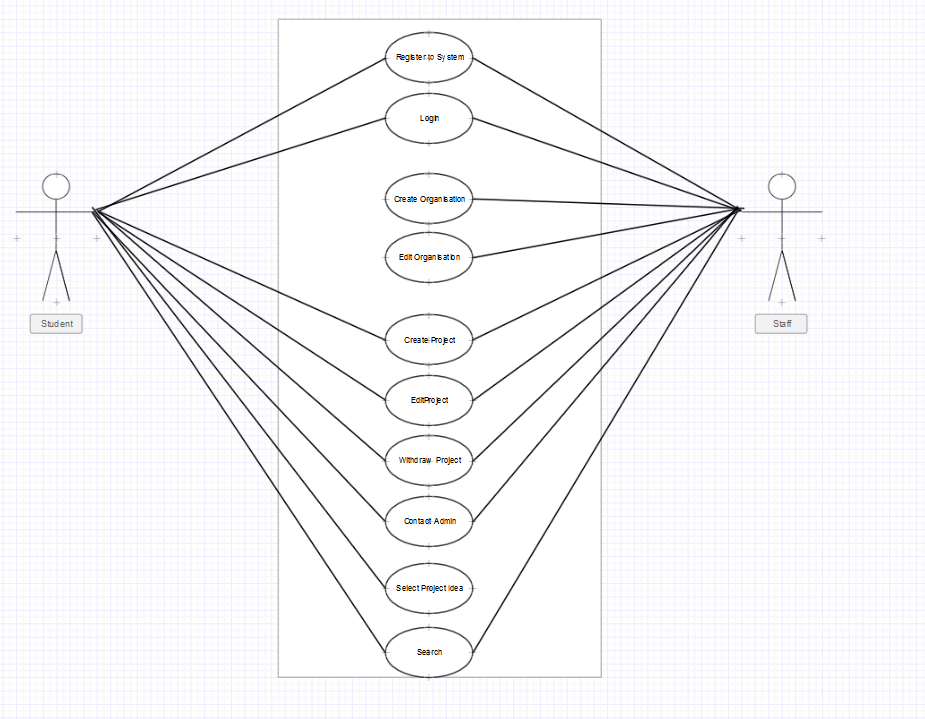 Register to System
Login
Create Organisation
Edit Organisation
Student
Staff
Create Project
EditProject
Withdraw Project
Contact Admin
Select Project Idea
Search